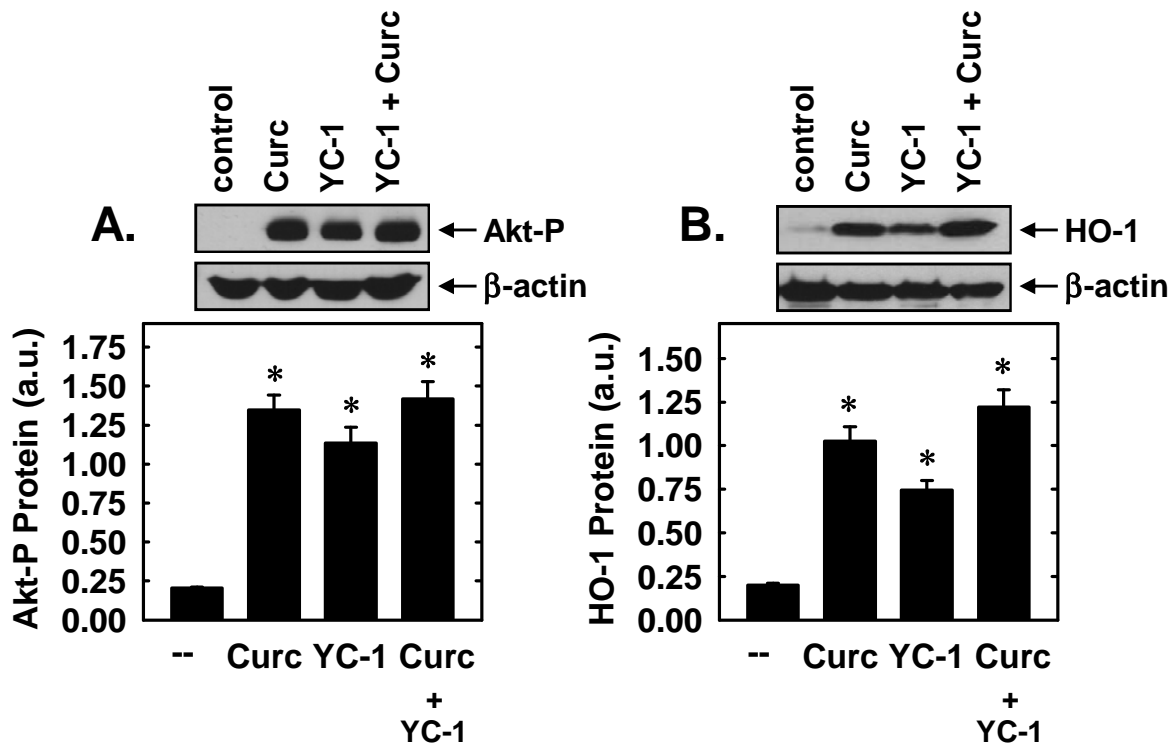 control
Curc
YC-1
YC-1 + Curc
A.
Akt-P
β-actin
Akt-P Protein (a.u.)
1.75
1.50
1.25
1.00
0.75
0.50
0.25
0.00
*
*
*
-- Curc YC-1 Curc
+
YC-1
control
Curc
YC-1
YC-1 + Curc
B.
HO-1
β-actin
HO-1 Protein (a.u.)
1.50
1.25
1.00
0.75
0.50
0.25
0.00
*
*
*
-- Curc YC-1 Curc
+
YC-1